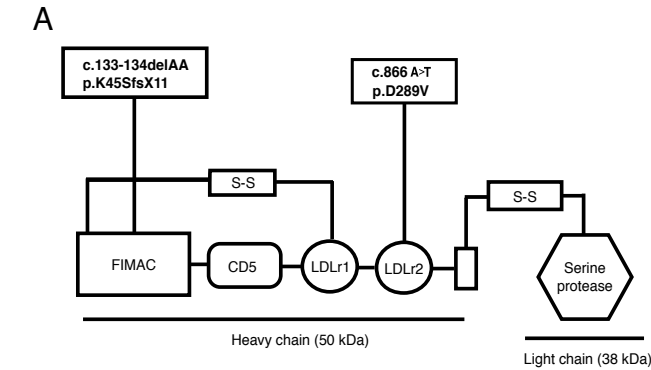 A
c.133-134delAA
p.K45SfsX11
c.866 A>T
p.D289V
S-S
S-S
FIMAC
CD5
LDLr1
LDLr2
Serine
protease
Heavy chain (50 kDa)
Light chain (38 kDa)